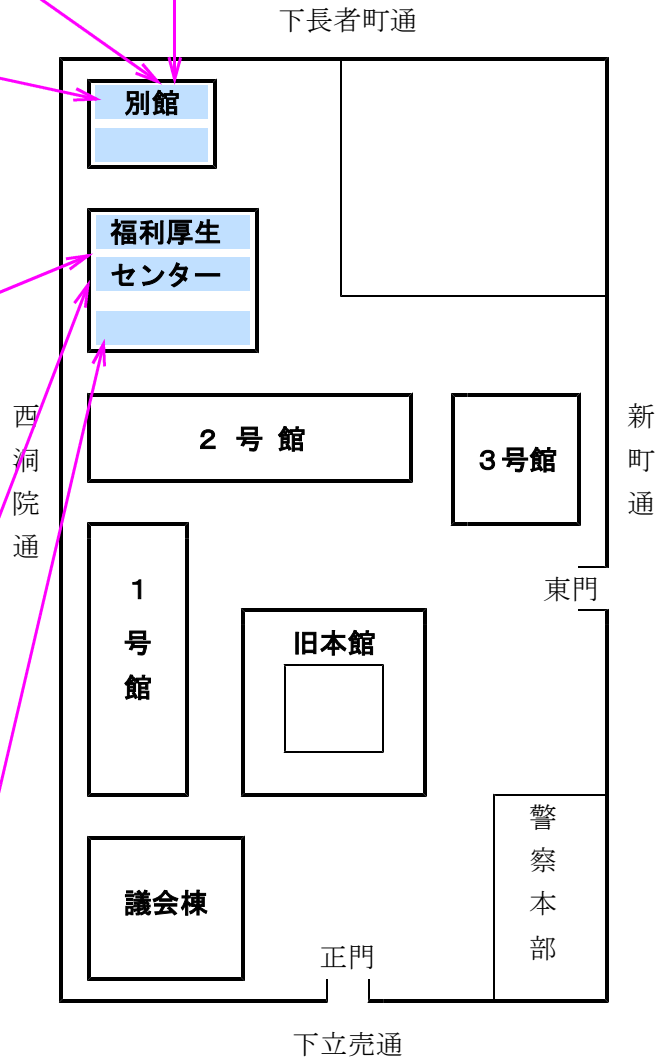 下長者町通
別館
福利厚生
センター
西洞院通
２号館
３号館
新町通
東門
１号館
旧本館
警察本部
議会棟
正門
下立売通